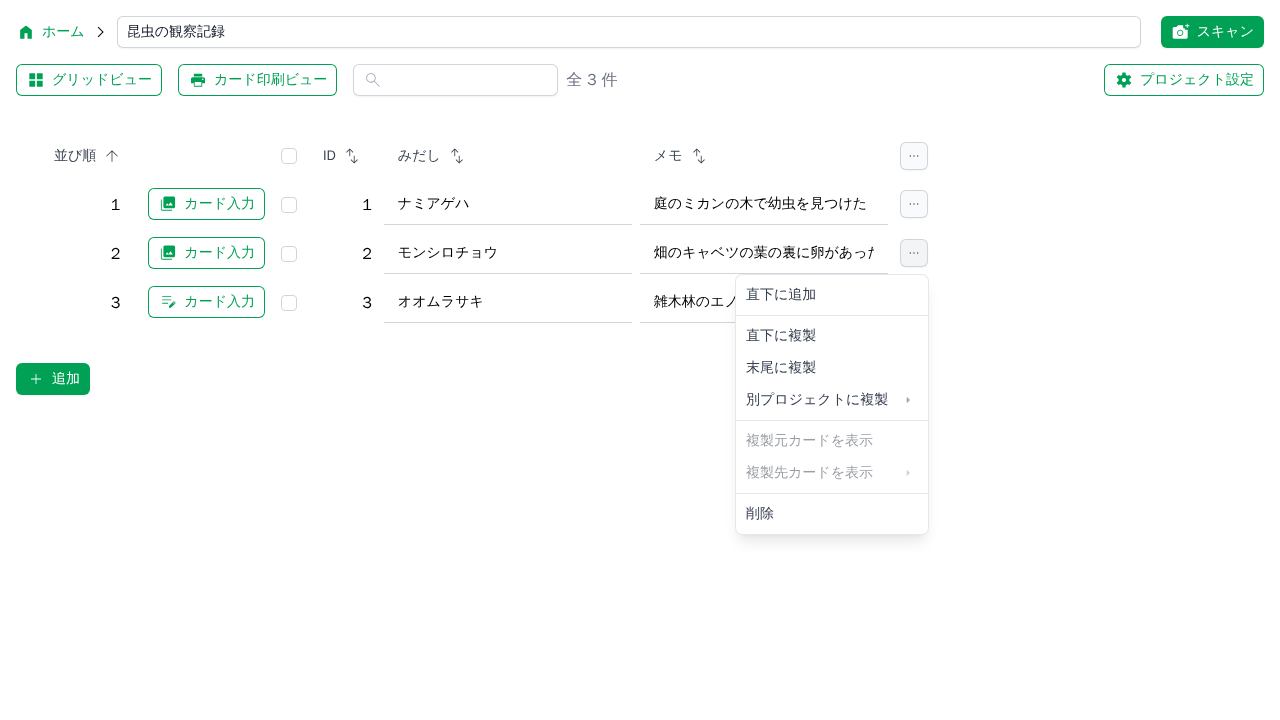 ホーム
昆虫の観察記録
スキャン
グリッドビュー
カード印刷ビュー
全 3 件
プロジェクト設定
並び順
ID
みだし
メモ
1
カード入力
1
ナミアゲハ
庭のミカンの木で幼虫を見つけた
2
カード入力
2
モンシロチョウ
畑のキャベツの葉の裏に卵があった
3
カード入力
3
オオムラサキ
雑木林のエノ
直下に追加
直下に複製
末尾に複製
別プロジェクトに複製
複製元カードを表示
複製先カードを表示
削除
追加